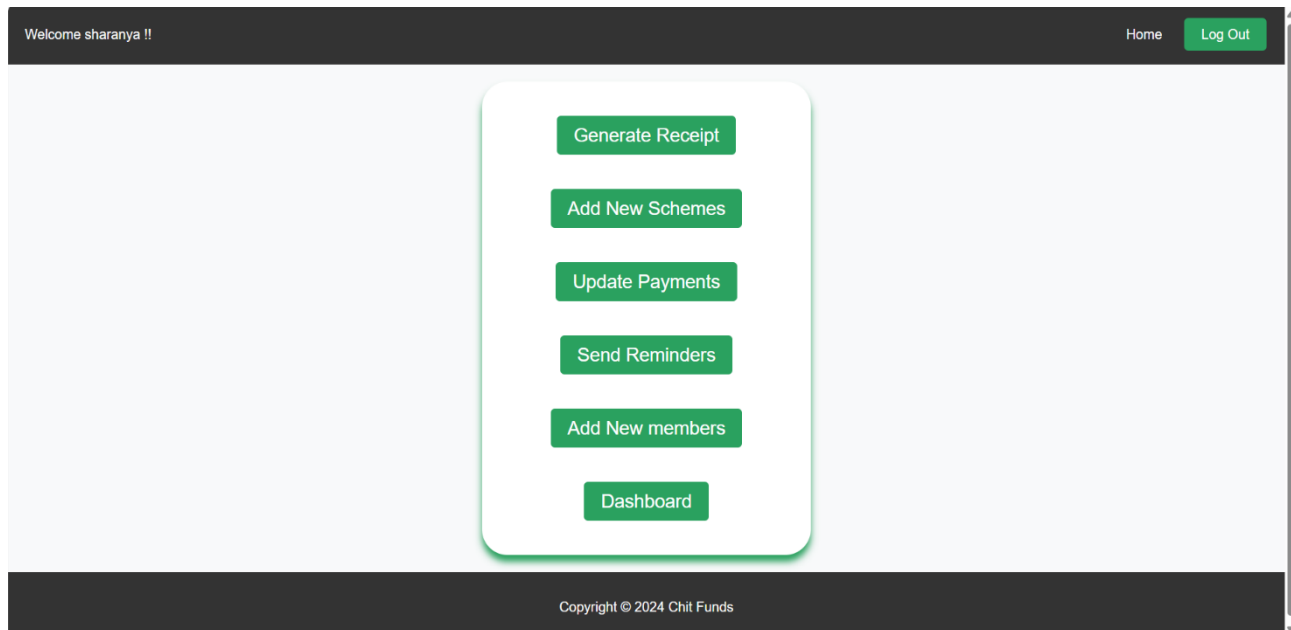 Welcome sharanya !!
Home
Log Out
Generate Receipt
Add New Schemes
Update Payments
Send Reminders
Add New members
Dashboard
Copyright © 2024 Chit Funds